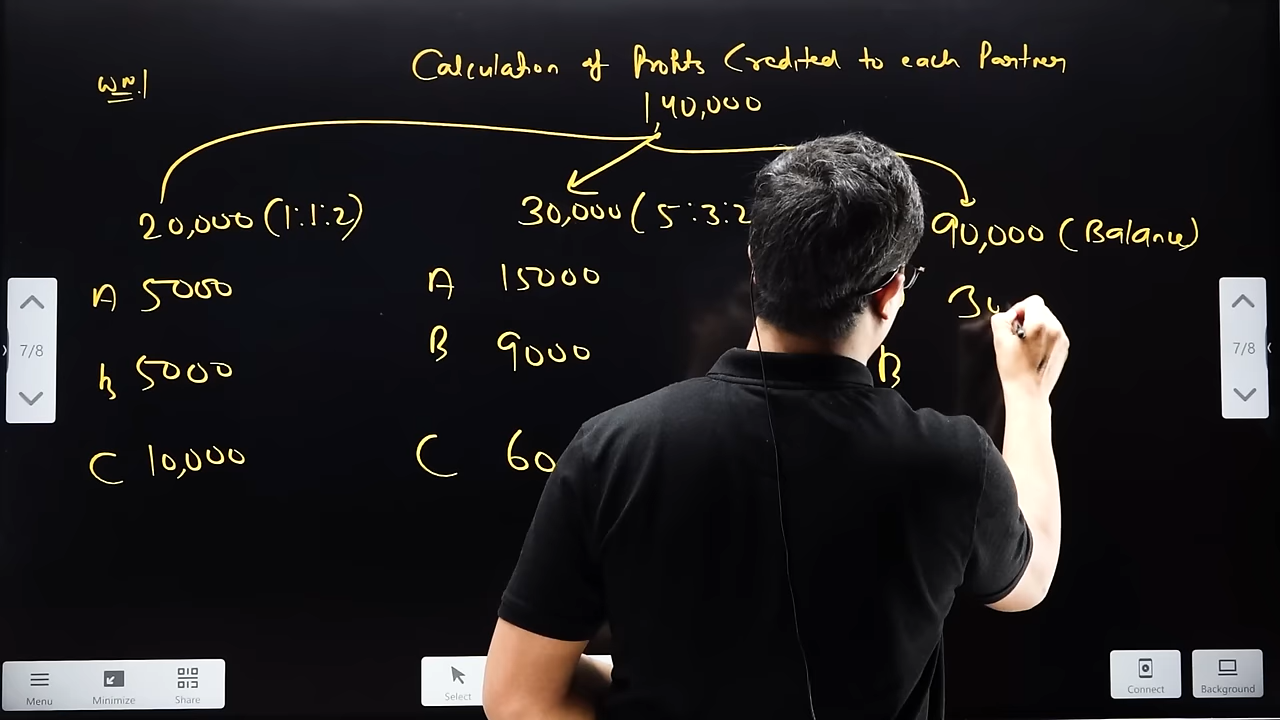 W.N.1
Calculation of Profits Credited to each Partner
1,40,000
20,000 (1:1:2)
30,000 ( 5:3:2
90,000 ( Balance)
A 5000
A 15000
B 5000
B 9000
B
C 10,000
C
7/8
7/8
Menu
Minimize
Share
Select
Connect
Background